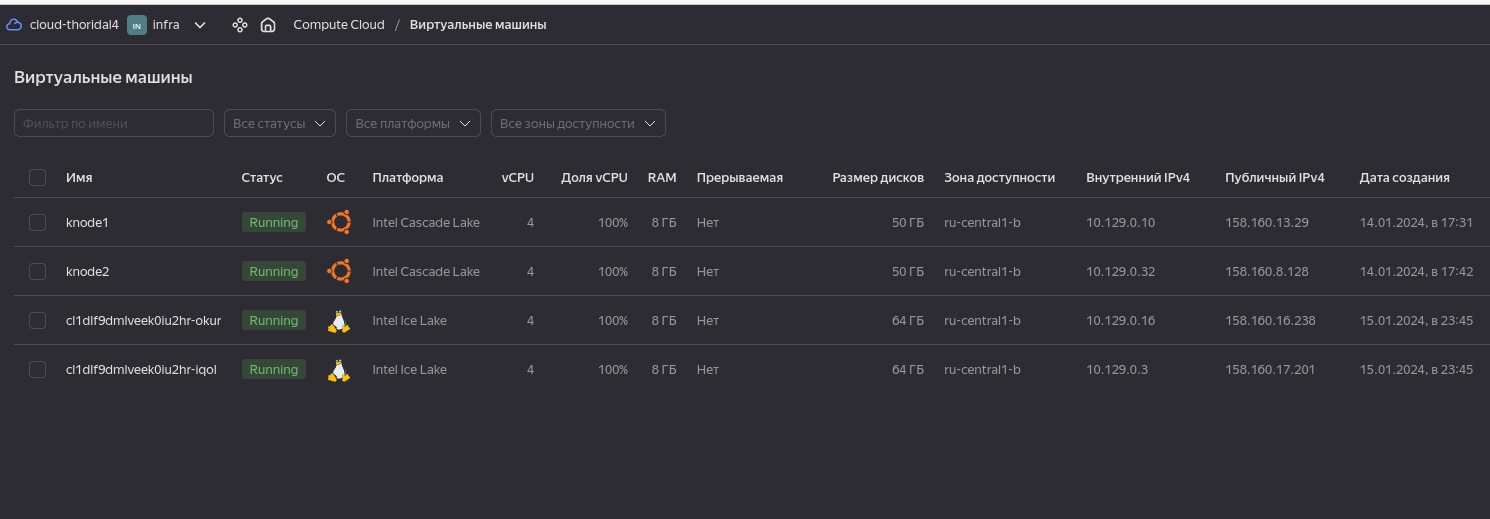 cloud-thoridal4 IN infra Compute Cloud / Виртуальные машины
Виртуальные машины
Фильтр по имени Все статусы Все платформы Все зоны доступности
Имя Статус ОС Платформа vCPU Доля vCPU RAM Прерываемая Размер дисков Зона доступности Внутренний IPv4 Публичный IPv4 Дата создания
knode1 Running Intel Cascade Lake 4 100% 8 ГБ Нет 50 ГБ ru-central1-b 10.129.0.10 158.160.13.29 14.01.2024, в 17:31
knode2 Running Intel Cascade Lake 4 100% 8 ГБ Нет 50 ГБ ru-central1-b 10.129.0.32 158.160.8.128 14.01.2024, в 17:42
cl1dlf9dmlveek0iu2hr-okur Running Intel Ice Lake 4 100% 8 ГБ Нет 64 ГБ ru-central1-b 10.129.0.16 158.160.16.238 15.01.2024, в 23:45
cl1dlf9dmlveek0iu2hr-iqol Running Intel Ice Lake 4 100% 8 ГБ Нет 64 ГБ ru-central1-b 10.129.0.3 158.160.17.201 15.01.2024, в 23:45